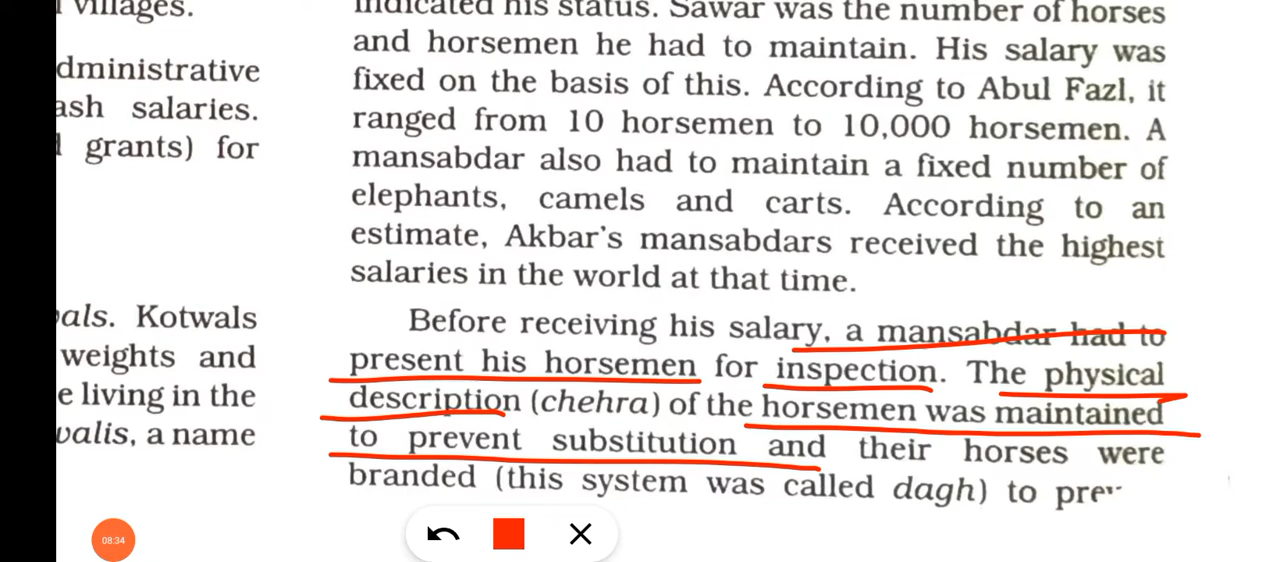 villages.
dministrative
ash salaries.
grants) for
als. Kotwals
weights and
e living in the
valis, a name
indicated his status. Sawar was the number of horses
and horsemen he had to maintain. His salary was
fixed on the basis of this. According to Abul Fazl, it
ranged from 10 horsemen to 10,000 horsemen. A
mansabdar also had to maintain a fixed number of
elephants, camels and carts. According to an
estimate, Akbar's mansabdars received the highest
salaries in the world at that time.
Before receiving his salary, a mansabdar had to
present his horsemen for inspection. The physical
description (chehra) of the horsemen was maintained
to prevent substitution and their horses were
branded (this system was called dagh) to
08:34